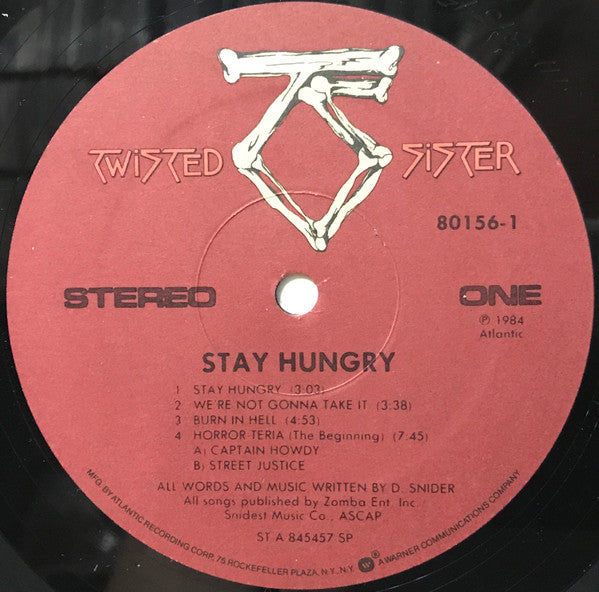 TWISTED SISTER
80156-1
STEREO ONE
℗ 1984
Atlantic
STAY HUNGRY
1 STAY HUNGRY (3:03)
2 WE'RE NOT GONNA TAKE IT (3:38)
3 BURN IN HELL (4:53)
4 HORROR-TERIA (The Beginning) (7:45)
A) CAPTAIN HOWDY
B) STREET JUSTICE
ALL WORDS AND MUSIC WRITTEN BY D. SNIDER
All songs published by Zomba Ent. Inc.
Snidest Music Co., ASCAP
ST A 845457 SP
MFG. BY ATLANTIC RECORDING CORP., 75 ROCKEFELLER PLAZA, N.Y., N.Y. W ® A WARNER COMMUNICATIONS COMPANY